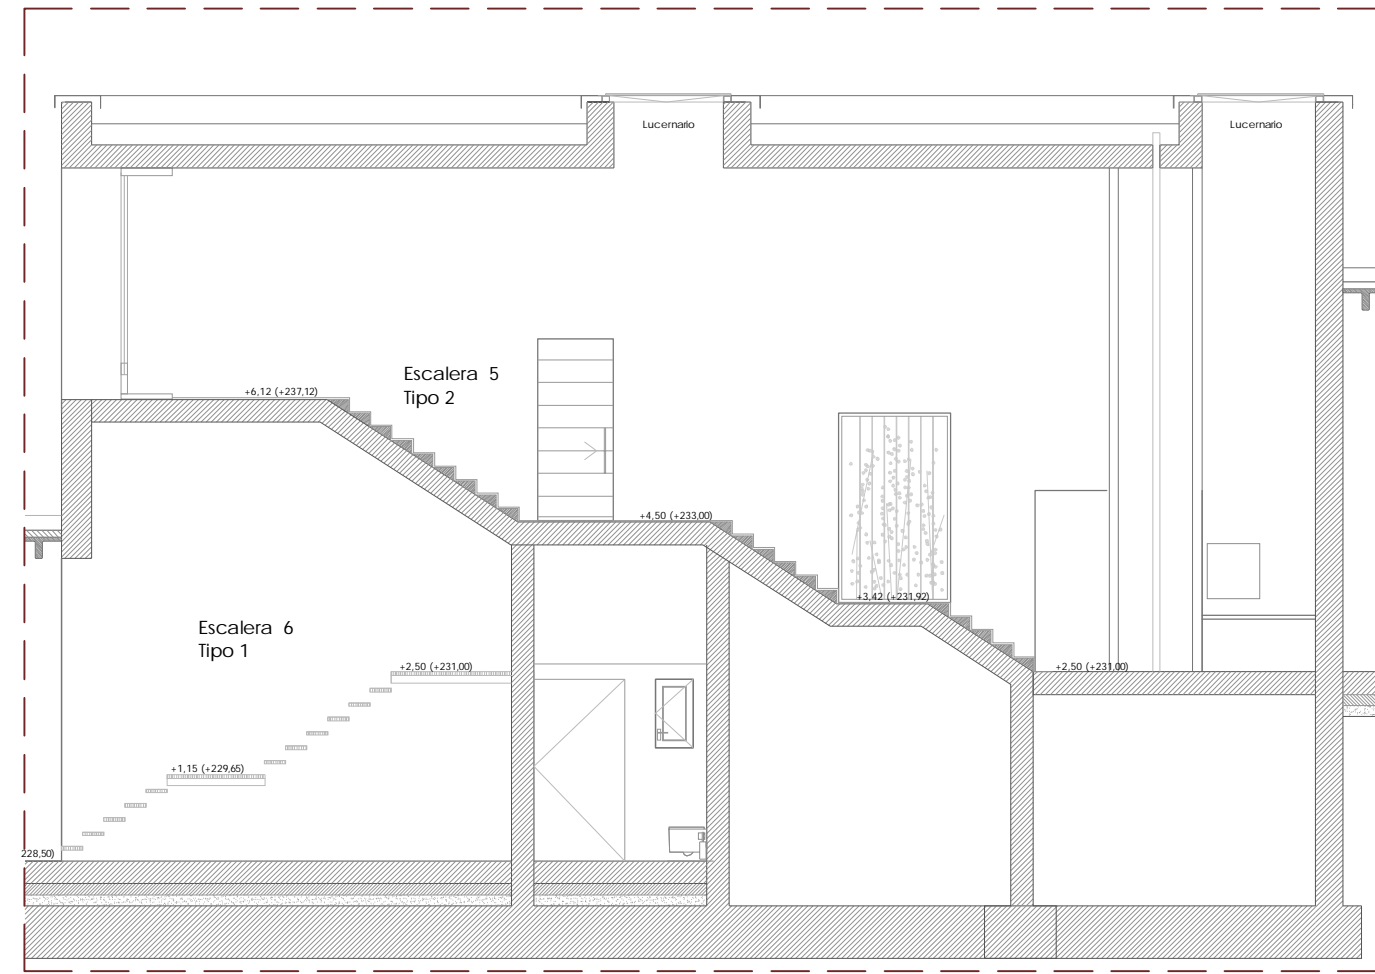 Lucernario
Lucernario
Escalera 5
Tipo 2
+6,12 (+237,12)
+4,50 (+233,00)
+3,42 (+231,92)
Escalera 6
Tipo 1
+2,50 (+231,00)
+2,50 (+231,00)
+1,15 (+229,65)
228,50)